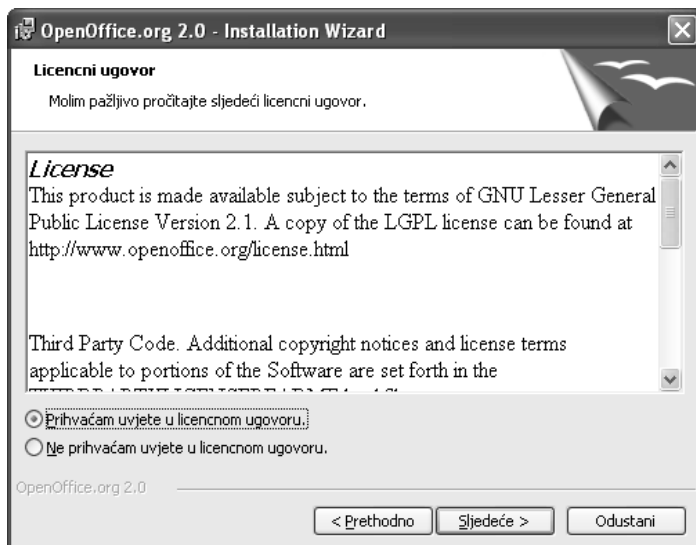 OpenOffice.org 2.0 - Installation Wizard
Licencni ugovor
Molim pažljivo pročitajte sljedeći licencni ugovor.
License
This product is made available subject to the terms of GNU Lesser General
Public License Version 2.1. A copy of the LGPL license can be found at
http://www.openoffice.org/license.html
Third Party Code. Additional copyright notices and license terms
applicable to portions of the Software are set forth in the
Prihvaćam uvjete u licencnom ugovoru.
Ne prihvaćam uvjete u licencnom ugovoru.
OpenOffice.org 2.0
< Prethodno
Sljedeće >
Odustani